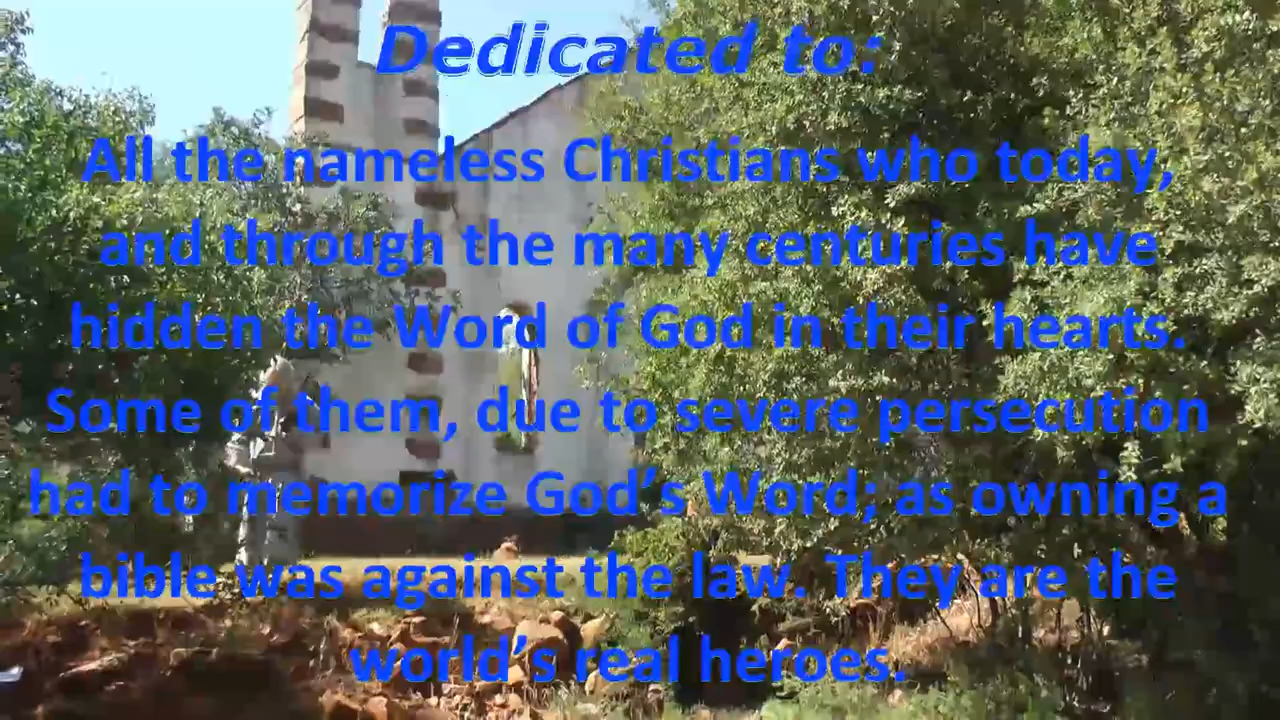 Dedicated to:
All the nameless Christians who today,
and through the many centuries have
hidden the Word of God in their hearts.
Some of them, due to severe persecution
had to memorize God’s Word; as owning a
bible was against the law. They are the
world’s real heroes.